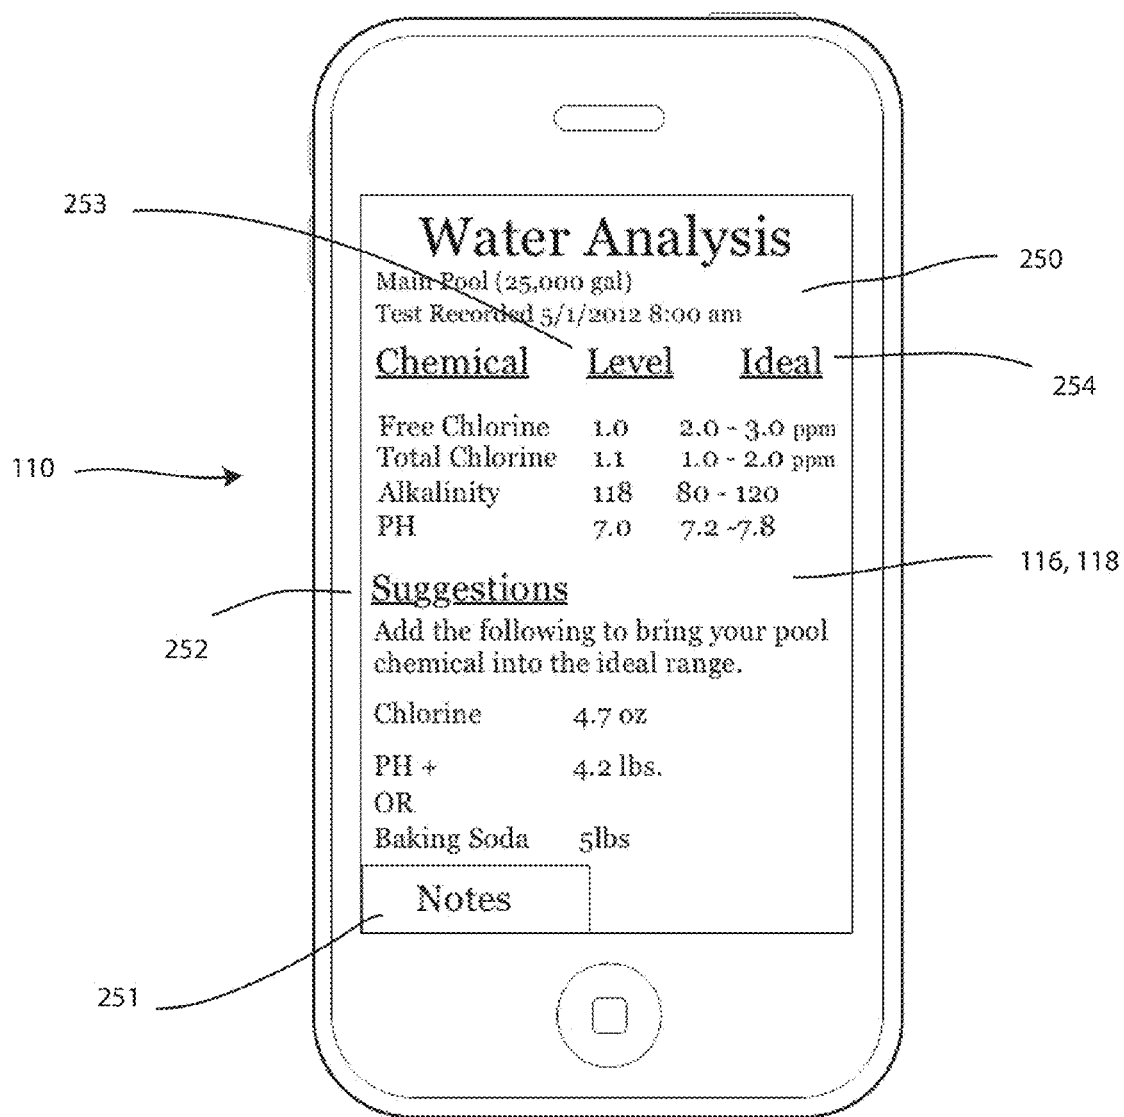 253
Water Analysis
250
Main Pool (25,000 gal)
Test Recorded 5/1/2012 8:00 am
Chemical Level Ideal
254
Free Chlorine 1.0 2.0 - 3.0 ppm
Total Chlorine 1.1 1.0 - 2.0 ppm
110
Alkalinity 118 80 - 120
PH 7.0 7.2 -7.8
116, 118
Suggestions
252
Add the following to bring your pool
chemical into the ideal range.
Chlorine 4.7 oz
PH + 4.2 lbs.
OR
Baking Soda 5lbs
Notes
251